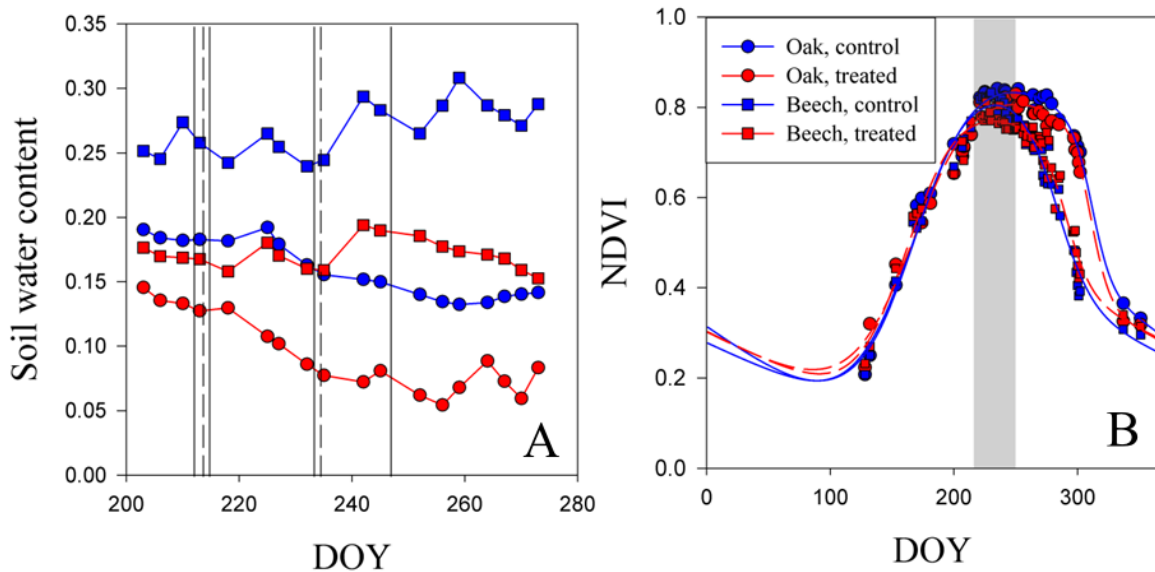 Soil water content
0.35
0.30
0.25
0.20
0.15
0.10
0.05
0.00
200
220
240
260
280
DOY
A
NDVI
1.0
0.8
0.6
0.4
0.2
0.0
0
100
200
300
DOY
Oak, control
Oak, treated
Beech, control
Beech, treated
B